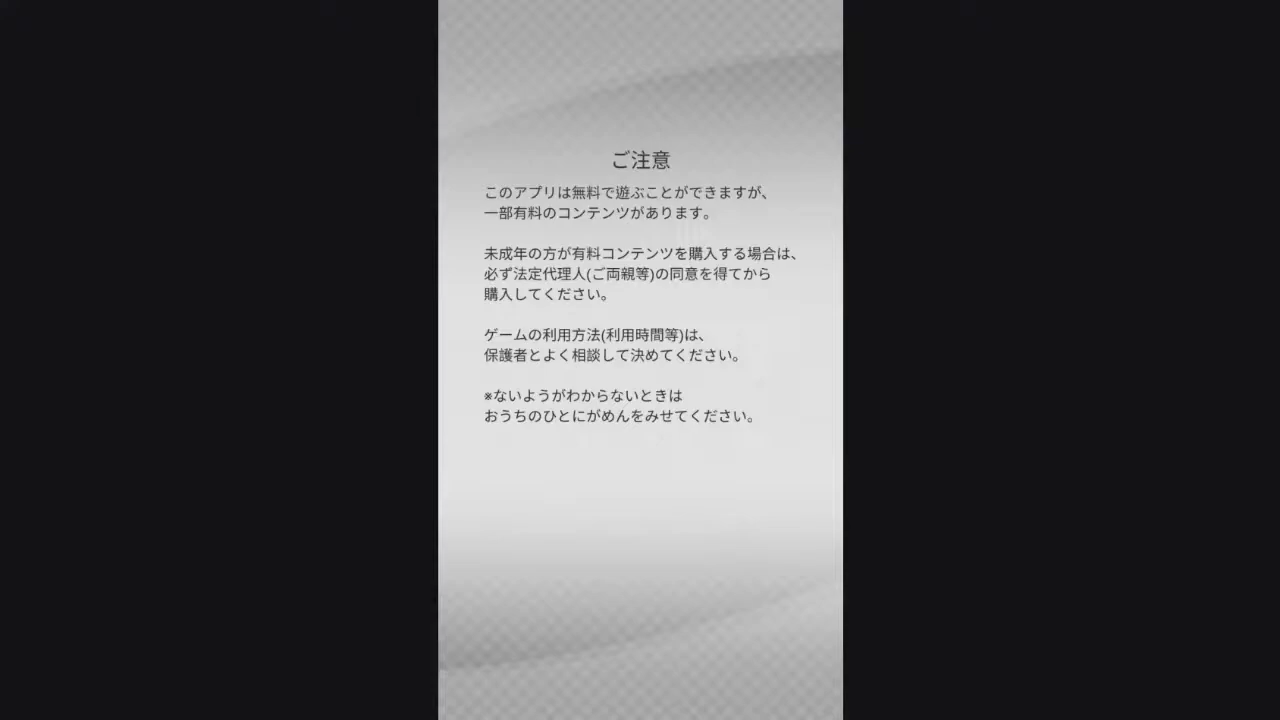 ご注意
このアプリは無料で遊ぶことができますが、
一部有料のコンテンツがあります。
未成年の方が有料コンテンツを購入する場合は、
必ず法定代理人(ご両親等)の同意を得てから
購入してください。
ゲームの利用方法(利用時間等)は、
保護者とよく相談して決めてください。
※ないようがわからないときは
おうちのひとにがめんをみせてください。